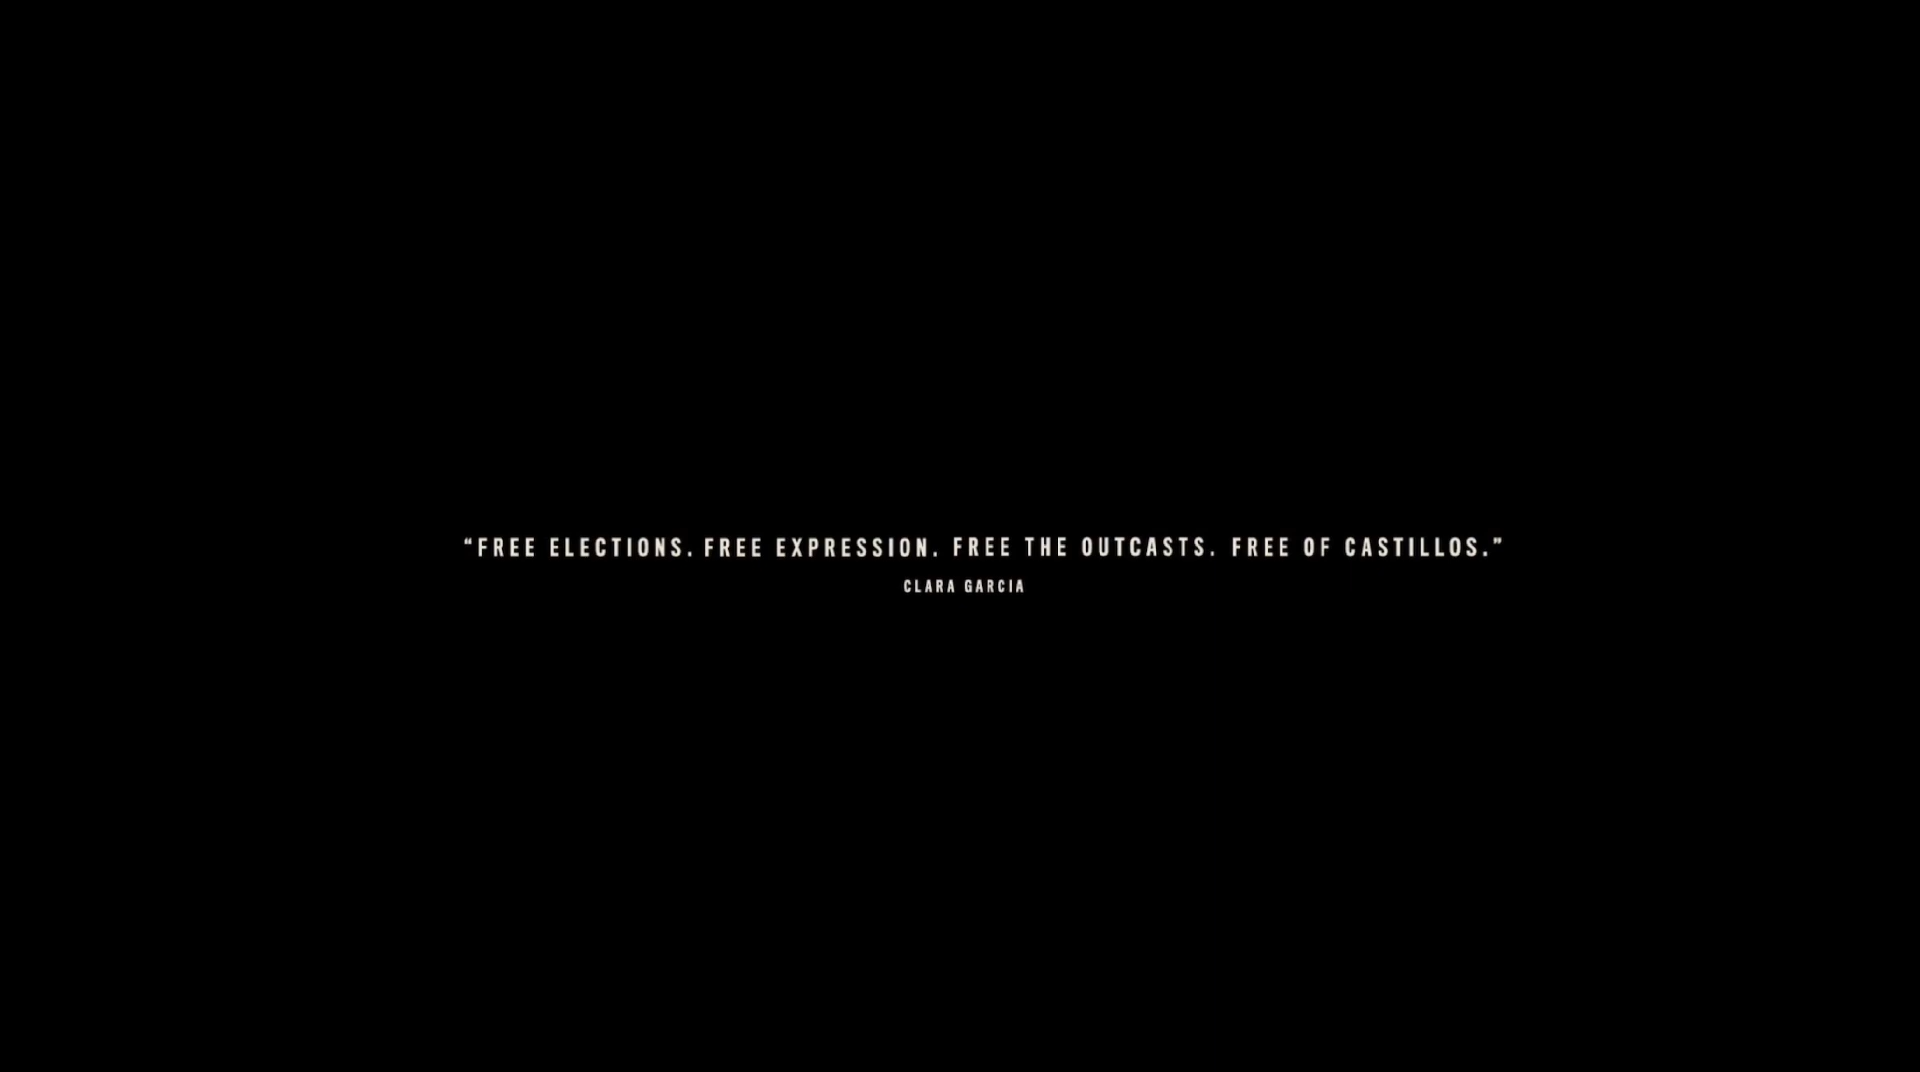 “FREE ELECTIONS. FREE EXPRESSION. FREE THE OUTCASTS. FREE OF CASTILLOS.”
CLARA GARCIA